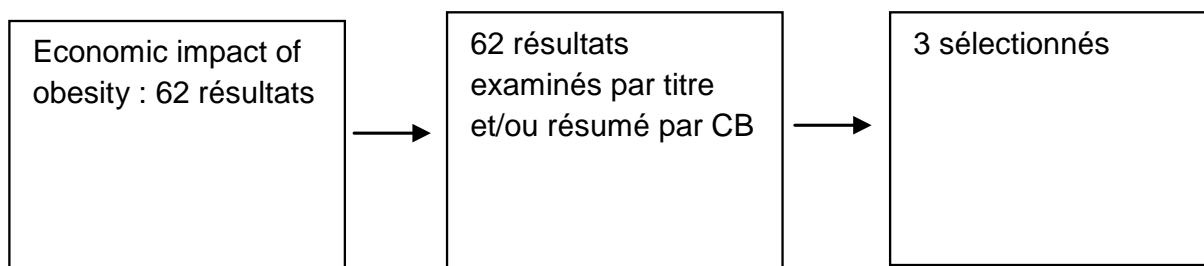 Economic impact of
obesity : 62 résultats
62 résultats
examinés par titre
et/ou résumé par CB
3 sélectionnés